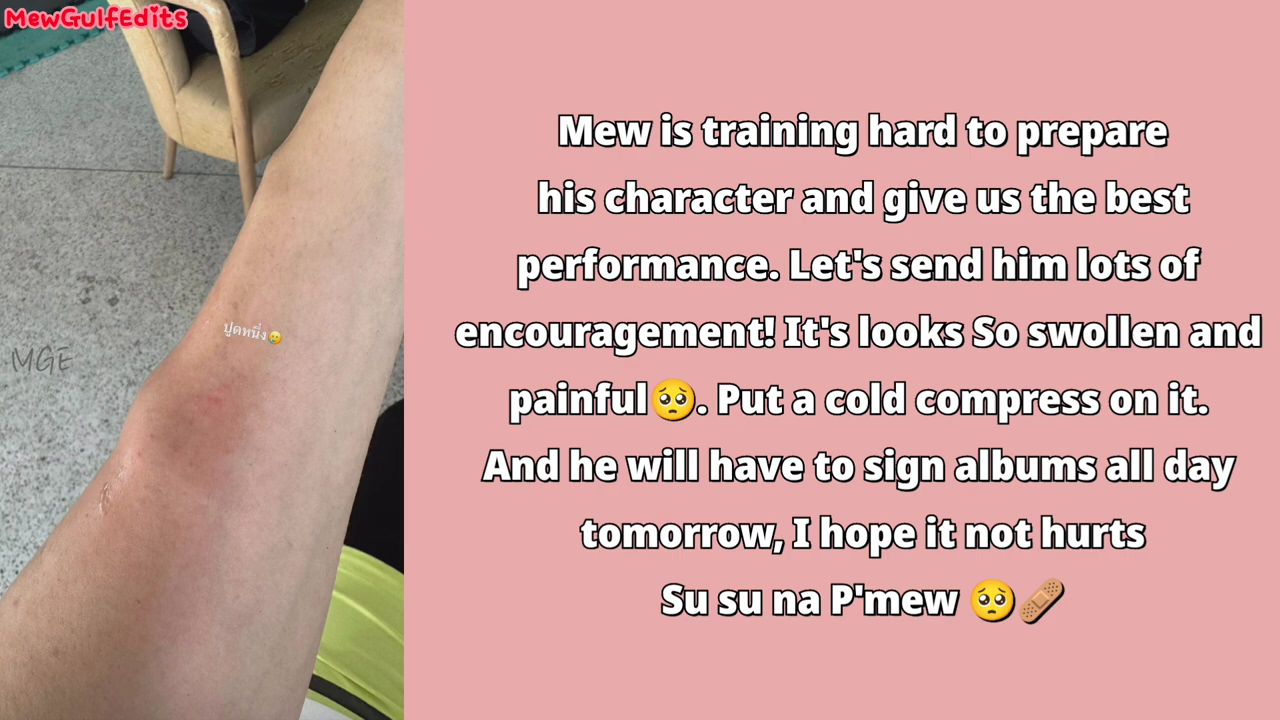 MewGulfEdits
ปูดหนึ่ง🥲
MGE
Mew is training hard to prepare
his character and give us the best
performance. Let's send him lots of
encouragement! It's looks So swollen and
painful🥺. Put a cold compress on it.
And he will have to sign albums all day
tomorrow, I hope it not hurts
Su su na P'mew 🥺🩹